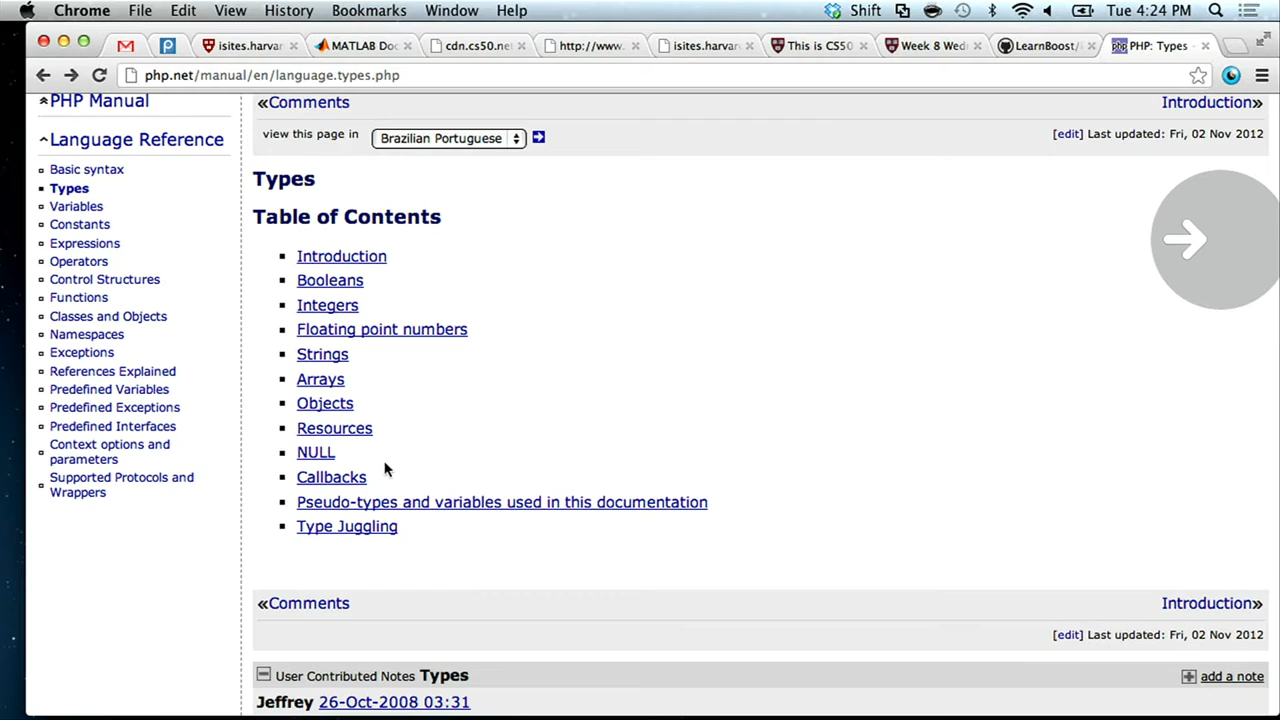 Chrome File Edit View History Bookmarks Window Help Shift Tue 4:24 PM
isites.harvar MATLAB Doc cdn.cs50.ne http://www. isites.harvar This is CS50 Week 8 Wed LearnBoost/ php PHP: Types
php.net/manual/en/language.types.php
PHP Manual
Language Reference
Basic syntax
Types
Variables
Constants
Expressions
Operators
Control Structures
Functions
Classes and Objects
Namespaces
Exceptions
References Explained
Predefined Variables
Predefined Exceptions
Predefined Interfaces
Context options and
parameters
Supported Protocols and
Wrappers
«Comments
Introduction»
view this page in Brazilian Portuguese
[edit] Last updated: Fri, 02 Nov 2012
Types
Table of Contents
Introduction
Booleans
Integers
Floating point numbers
Strings
Arrays
Objects
Resources
NULL
Callbacks
Pseudo-types and variables used in this documentation
Type Juggling
«Comments
Introduction»
[edit] Last updated: Fri, 02 Nov 2012
User Contributed Notes Types
add a note
Jeffrey 26-Oct-2008 03:31